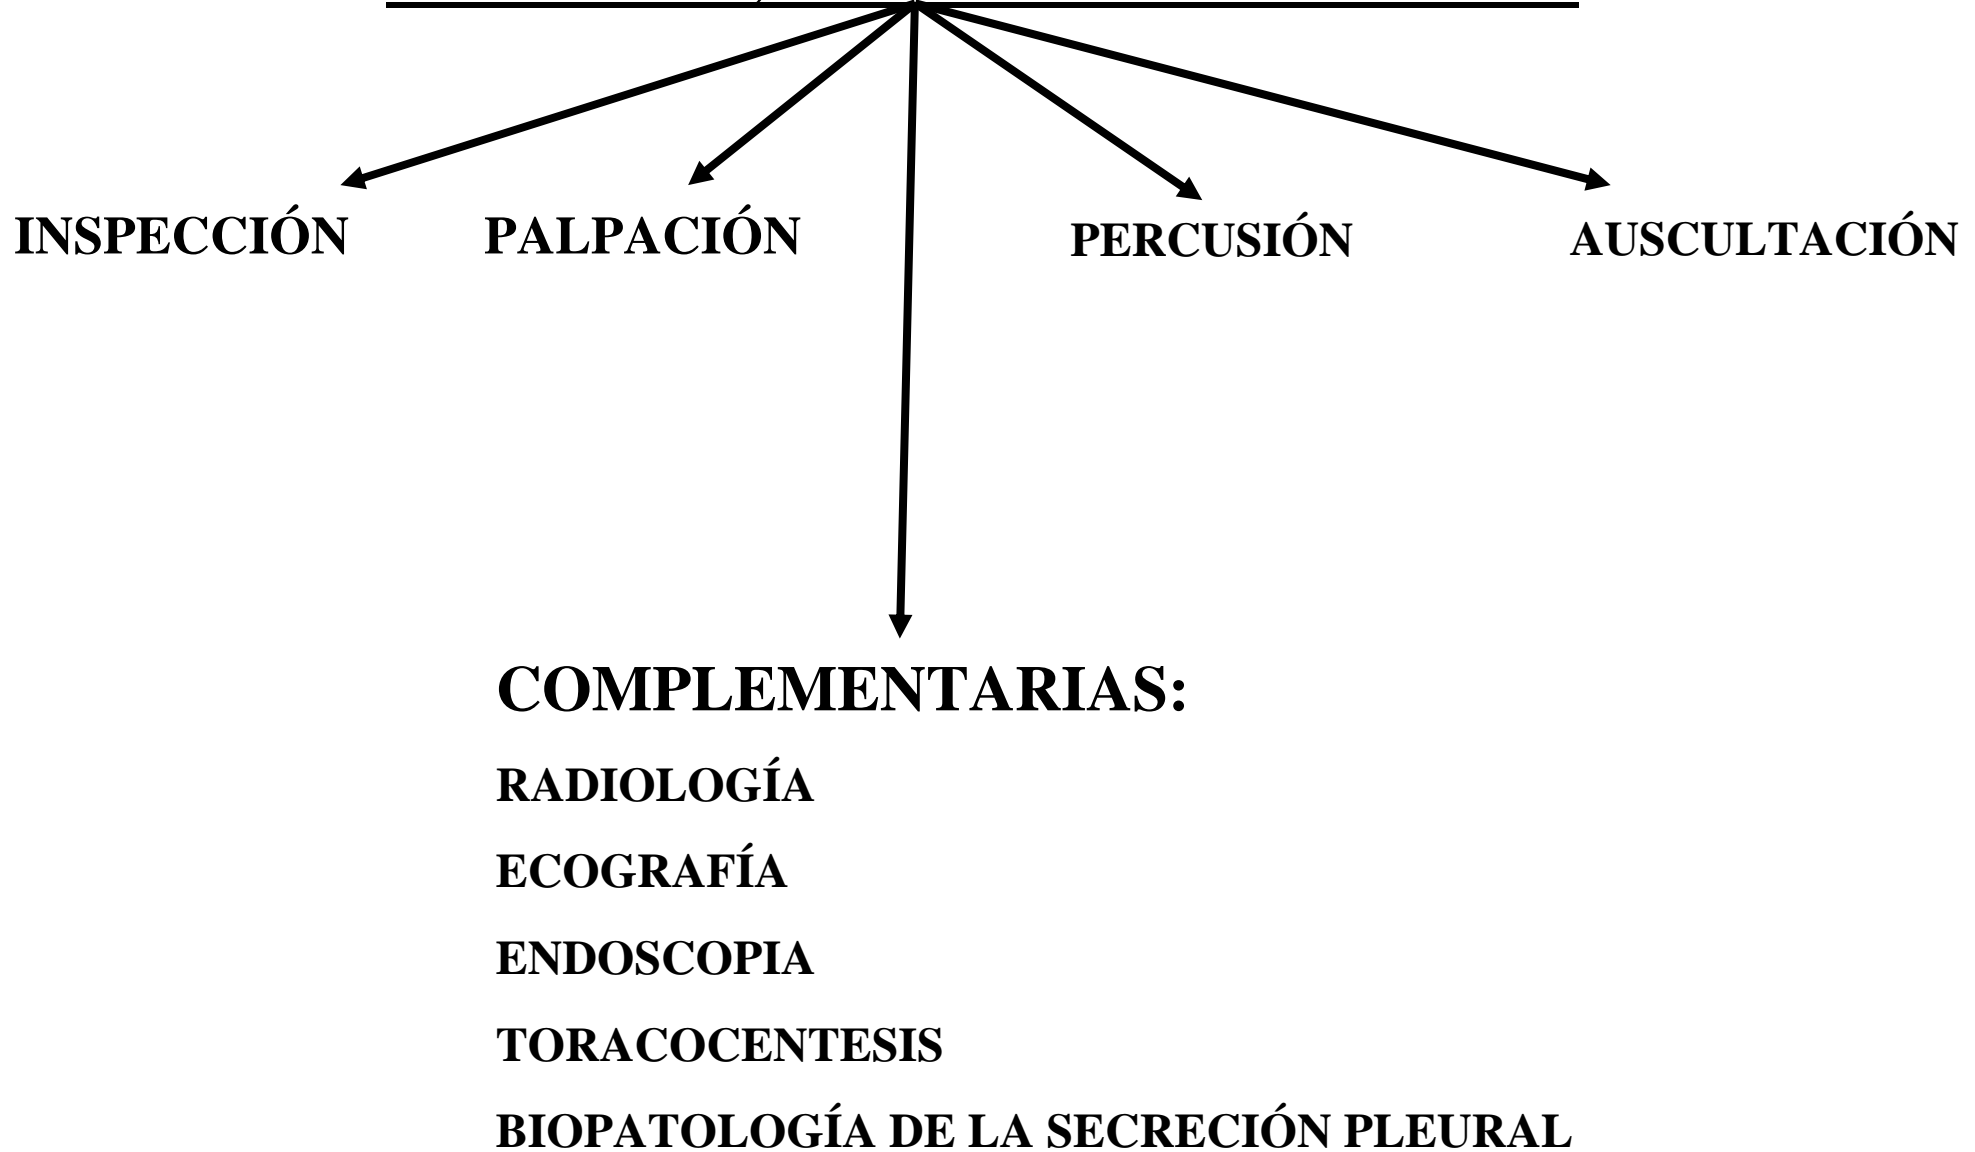 INSPECCIÓN PALPACIÓN PERCUSIÓN AUSCULTACIÓN
COMPLEMENTARIAS:
RADIOLOGÍA
ECOGRAFÍA
ENDOSCOPIA
TORACOCENTESIS
BIOPATOLOGÍA DE LA SECRECIÓN PLEURAL